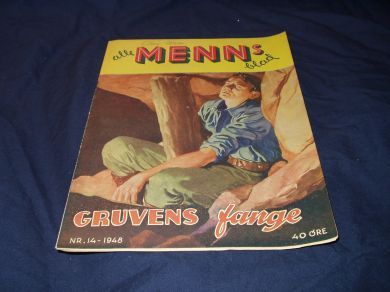 alle MENNs
blad
GRUVENS fange
NR. 14 - 1948
40 ØRE